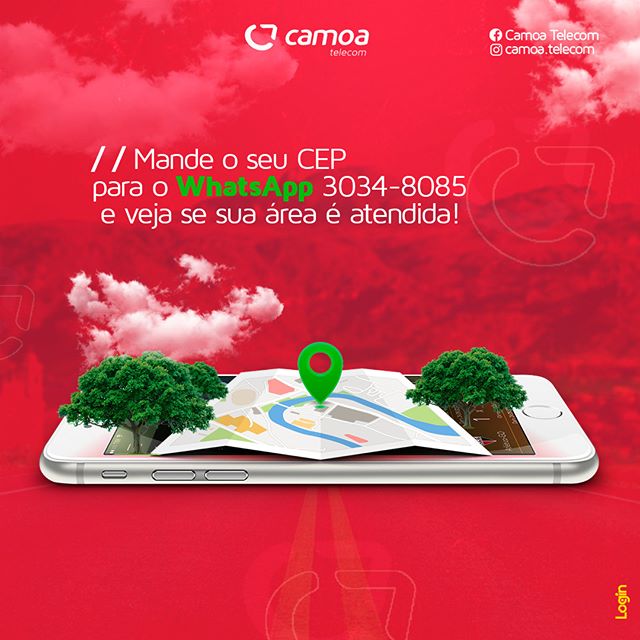 camoa
telecom
Camoa Telecom
camoa.telecom
// Mande o seu CEP
para o WhatsApp 3034-8085
e veja se sua área é atendida!
Login